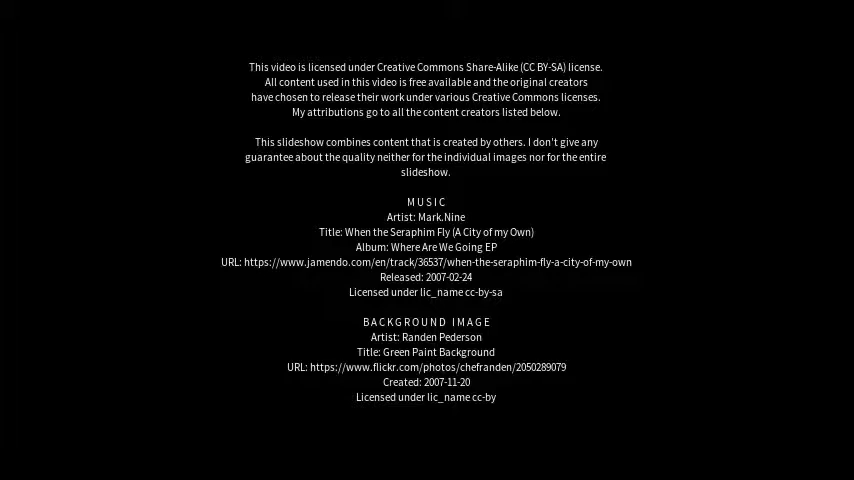 This video is licensed under Creative Commons Share-Alike (CC BY-SA) license.
All content used in this video is free available and the original creators
have chosen to release their work under various Creative Commons licenses.
My attributions go to all the content creators listed below.
This slideshow combines content that is created by others. I don't give any
guarantee about the quality neither for the individual images nor for the entire
slideshow.
MUSIC
Artist: Mark.Nine
Title: When the Seraphim Fly (A City of my Own)
Album: Where Are We Going EP
URL: https://www.jamendo.com/en/track/36537/when-the-seraphim-fly-a-city-of-my-own
Released: 2007-02-24
Licensed under lic_name cc-by-sa
BACKGROUND IMAGE
Artist: Randen Pederson
Title: Green Paint Background
URL: https://www.flickr.com/photos/chefranden/2050289079
Created: 2007-11-20
Licensed under lic_name cc-by